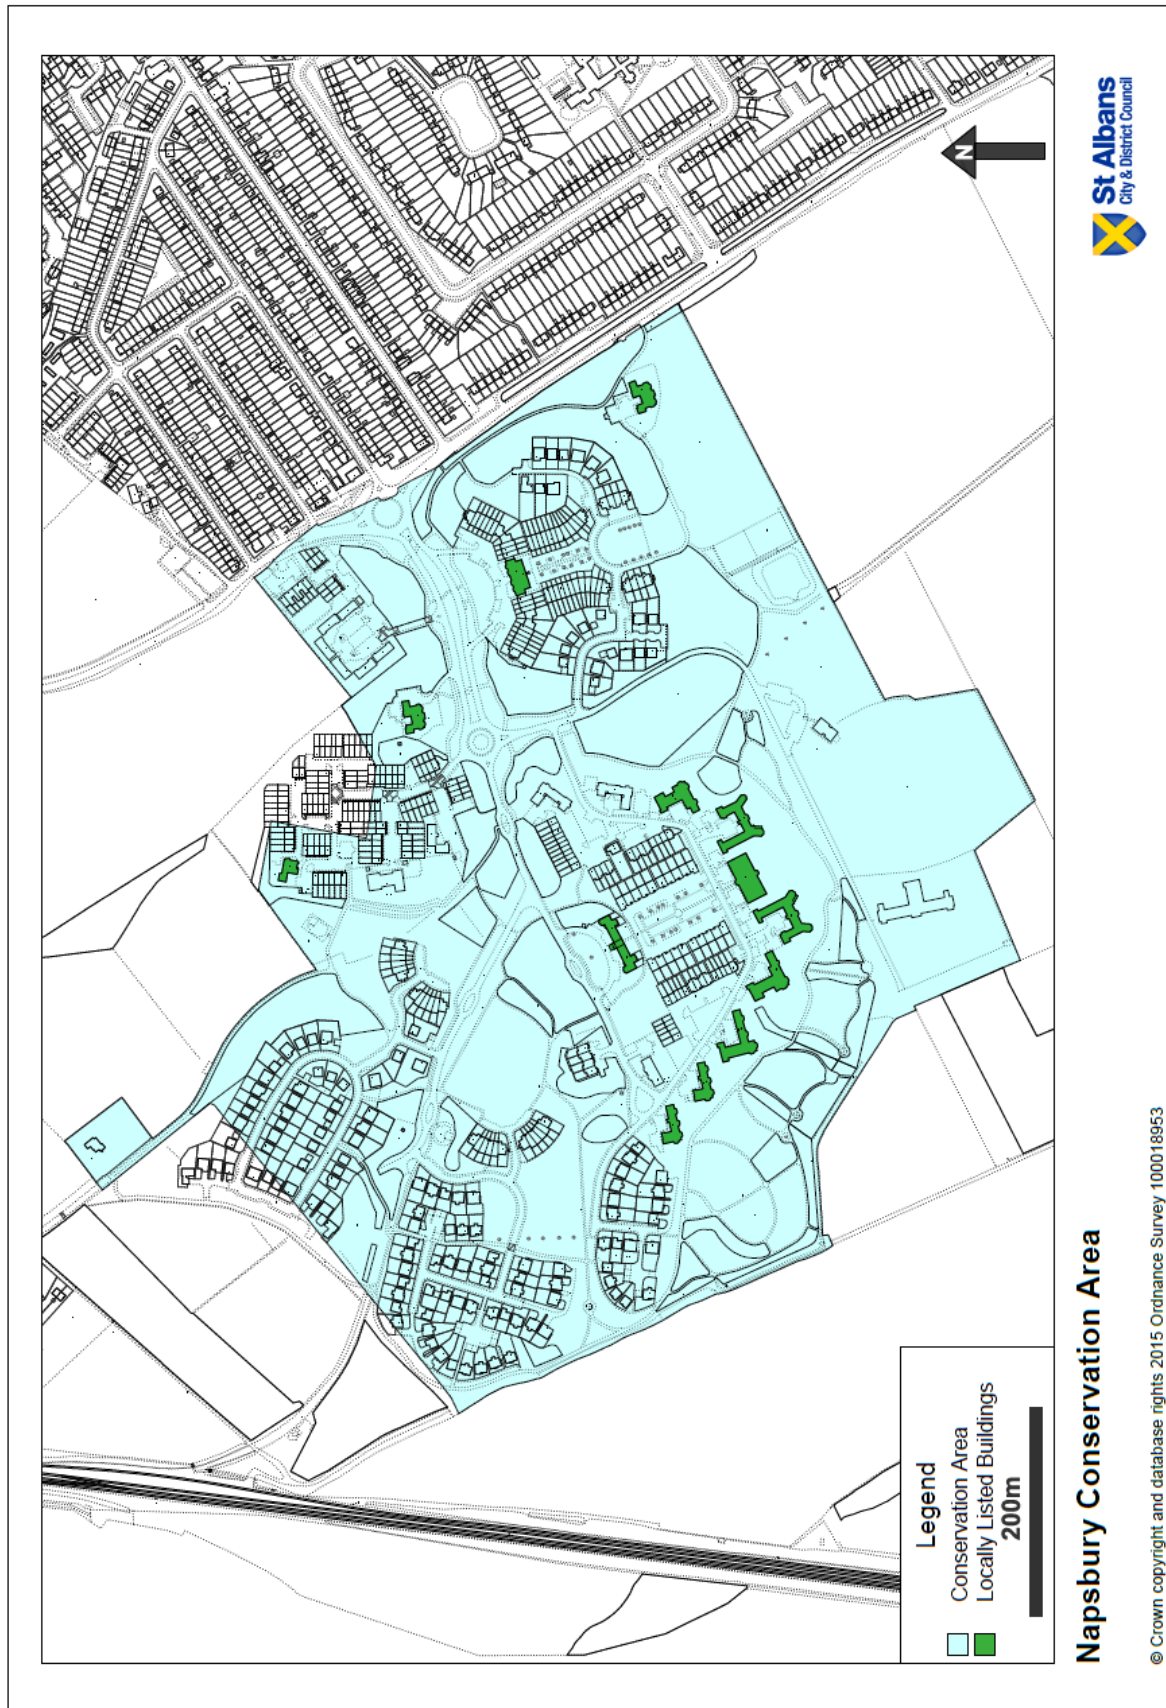 N
St Albans
City & District Council
Legend
Conservation Area
Locally Listed Buildings
200m
Napsbury Conservation Area
© Crown copyright and database rights 2015 Ordnance Survey 100018953